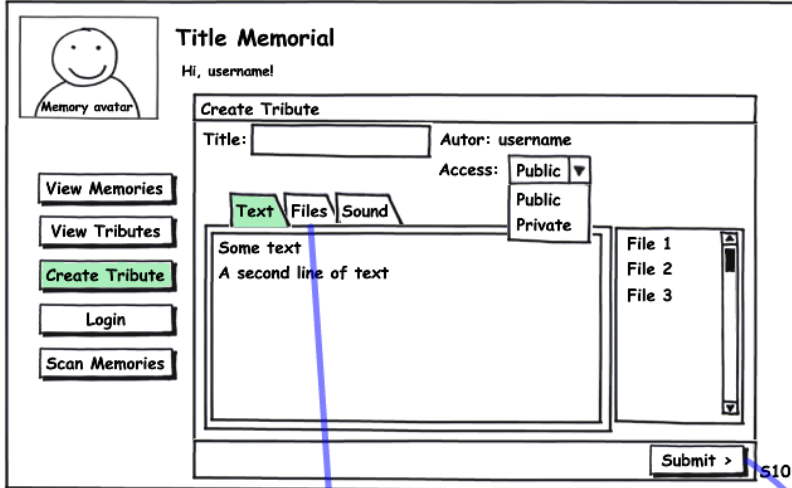 Title Memorial
Hi, username!
Memory avatar
Create Tribute
Title:
Autor: username
Access:
Public
Public
Private
View Memories
View Tributes
Create Tribute
Login
Scan Memories
Text
Files
Sound
Some text
A second line of text
File 1
File 2
File 3
Submit >
S10